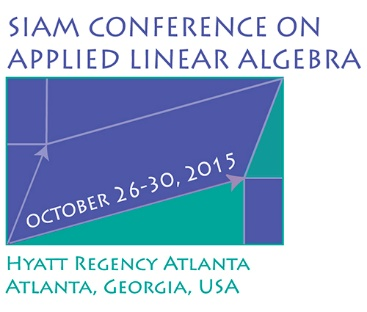 SIAM CONFERENCE ON
APPLIED LINEAR ALGEBRA
OCTOBER 26-30, 2015
HYATT REGENCY ATLANTA
ATLANTA, GEORGIA, USA